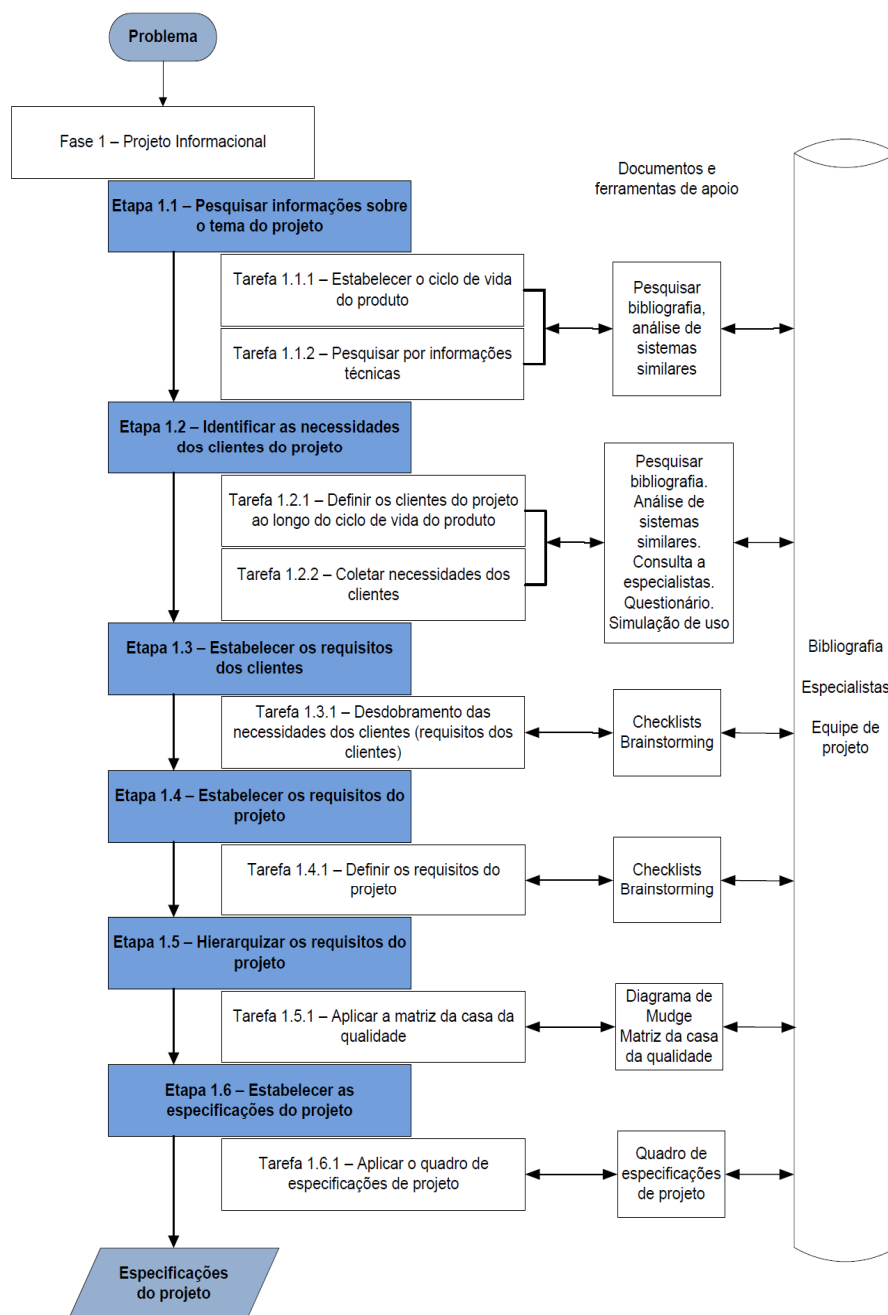 Problema
Fase 1 – Projeto Informacional
Documentos e
ferramentas de apoio
Etapa 1.1 – Pesquisar informações sobre
o tema do projeto
Tarefa 1.1.1 – Estabelecer o ciclo de vida
do produto
Tarefa 1.1.2 – Pesquisar por informações
técnicas
Pesquisar
bibliografia,
análise de
sistemas
similares
Etapa 1.2 – Identificar as necessidades
dos clientes do projeto
Tarefa 1.2.1 – Definir os clientes do projeto
ao longo do ciclo de vida do produto
Tarefa 1.2.2 – Coletar necessidades dos
clientes
Pesquisar
bibliografia.
Análise de
sistemas
similares.
Consulta a
especialistas.
Questionário.
Simulação de uso
Etapa 1.3 – Estabelecer os requisitos
dos clientes
Tarefa 1.3.1 – Desdobramento das
necessidades dos clientes (requisitos dos
clientes)
Checklists
Brainstorming
Bibliografia
Especialistas
Equipe de
projeto
Etapa 1.4 – Estabelecer os requisitos do
projeto
Tarefa 1.4.1 – Definir os requisitos do
projeto
Checklists
Brainstorming
Etapa 1.5 – Hierarquizar os requisitos do
projeto
Tarefa 1.5.1 – Aplicar a matriz da casa da
qualidade
Diagrama de
Mudge
Matriz da casa
da qualidade
Etapa 1.6 – Estabelecer as
especificações do projeto
Tarefa 1.6.1 – Aplicar o quadro de
especificações de projeto
Quadro de
especificações
de projeto
Especificações
do projeto